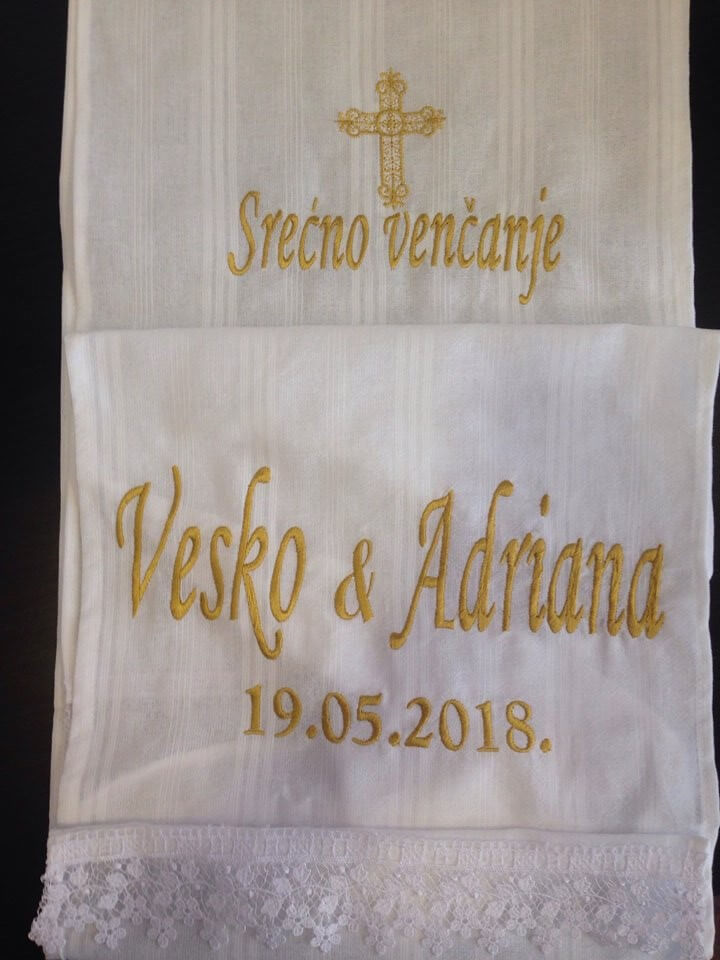 Srećno venčanje
Vesko & Adriana
19.05.2018.